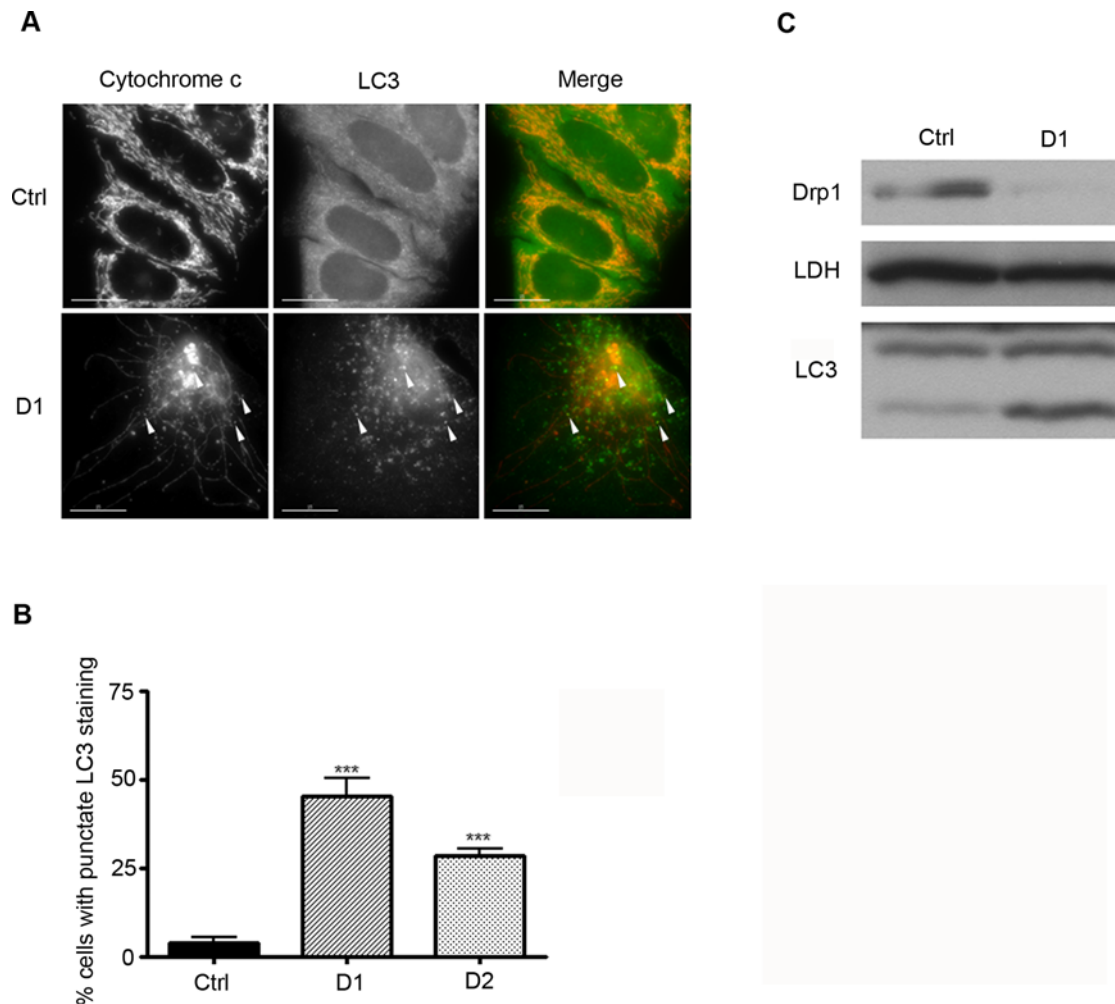 A
Cytochrome c LC3 Merge
Ctrl
D1
B
% cells with punctate LC3 staining
75
50
25
0
***
***
Ctrl D1 D2
C
Ctrl D1
Drp1
LDH
LC3